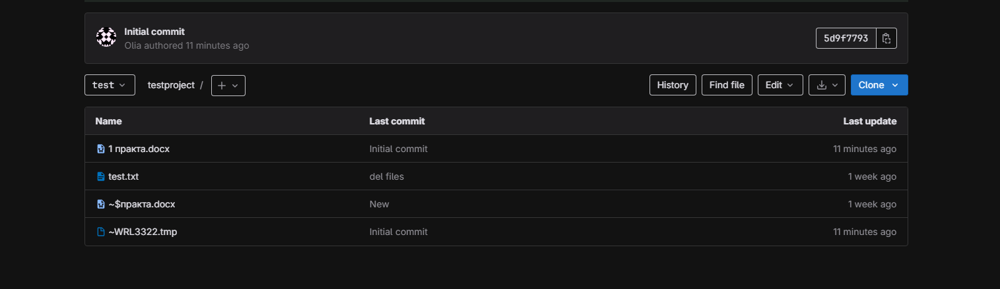 Initial commit
Olia authored 11 minutes ago
5d9f7793
test
testproject /
History
Find file
Edit
Clone
Name Last commit Last update
1 практа.docx Initial commit 11 minutes ago
test.txt del files 1 week ago
~$практа.docx New 1 week ago
~WRL3322.tmp Initial commit 11 minutes ago